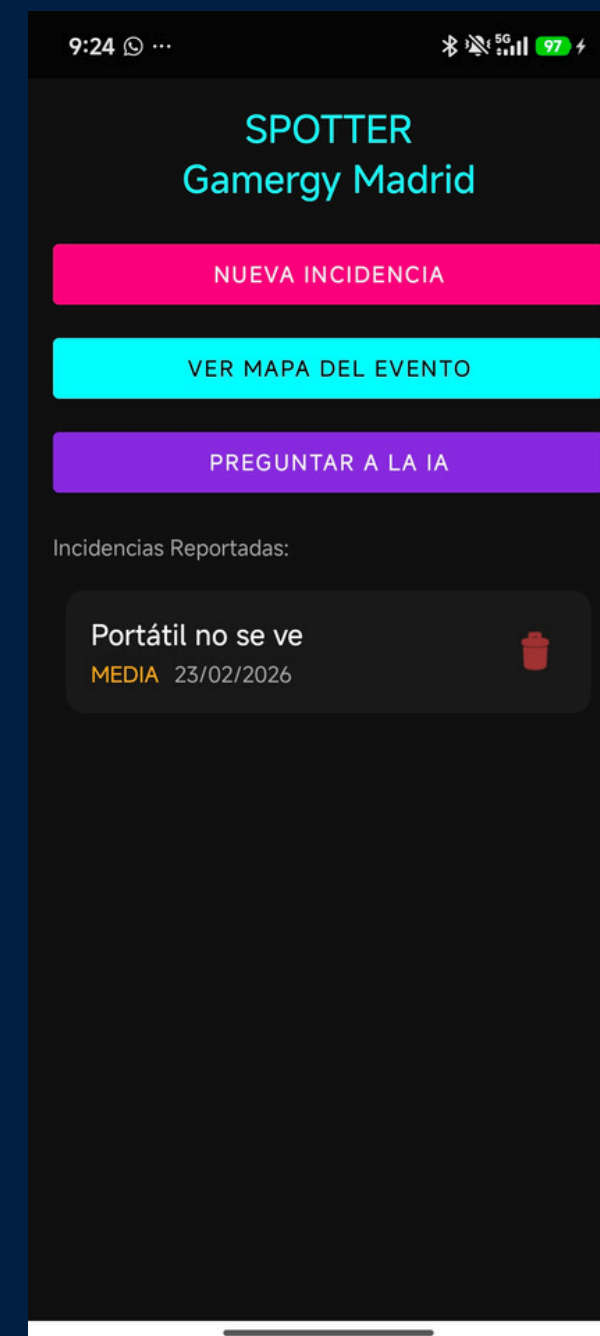 9:24 ...
5G 97
SPOTTER
Gamergy Madrid
NUEVA INCIDENCIA
VER MAPA DEL EVENTO
PREGUNTAR A LA IA
Incidencias Reportadas:
Portátil no se ve
MEDIA 23/02/2026